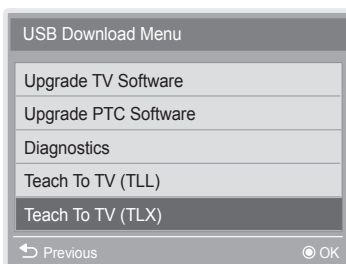 USB Download Menu
Upgrade TV Software
Upgrade PTC Software
Diagnostics
Teach To TV (TLL)
Teach To TV (TLX)
Previous OK